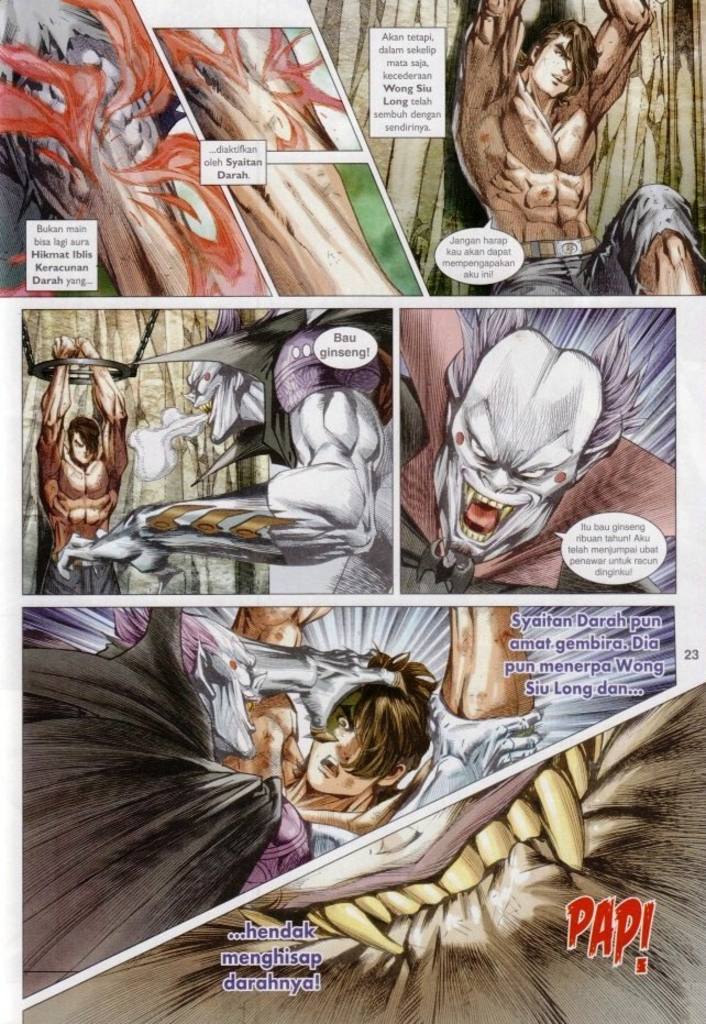 Bukan main
bisa lagi aura
Hikmat Iblis
Keracunan
Darah yang...
...diaktifkan
oleh Syaitan
Darah.
Akan tetapi,
dalam sekelip
mata saja,
kecederaan
Wong Siu
Long telah
sembuh dengan
sendirinya.
Jangan harap
kau akan dapat
mempengapakan
aku ini!
Bau
ginseng!
Itu bau ginseng
ribuan tahun! Aku
telah menjumpai ubat
penawar untuk racun
dinginku!
Syaitan Darah pun
amat gembira. Dia
pun menerpa Wong
Siu Long dan...
23
...hendak
menghisap
darahnya!
PAP!